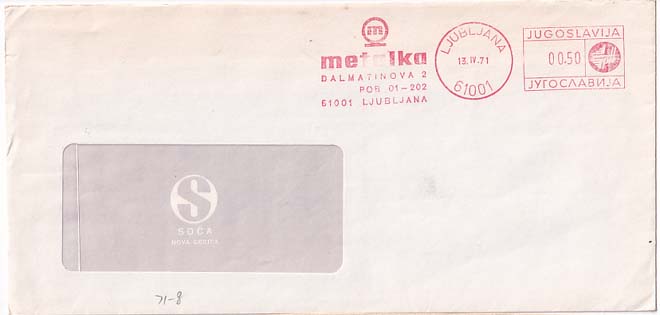 m
metalka
DALMATINOVA 2
POB 01-202
61001 LJUBLJANA
LJUBLJANA
13. IV. 71
61001
JUGOSLAVIJA
00.50
ЈУГОСЛАВИЈА
S
SOČA
NOVA GORICA
71-8